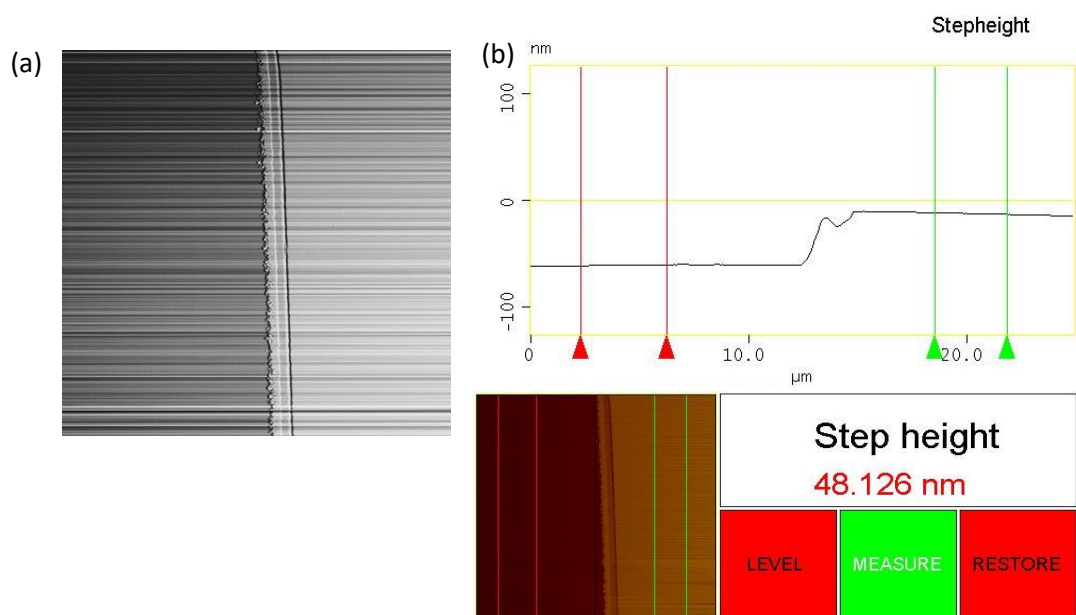 Stepheight
(a)
(b)
nm
100
0
-100
0
10.0
20.0
µm
Step height
48.126 nm
LEVEL
MEASURE
RESTORE